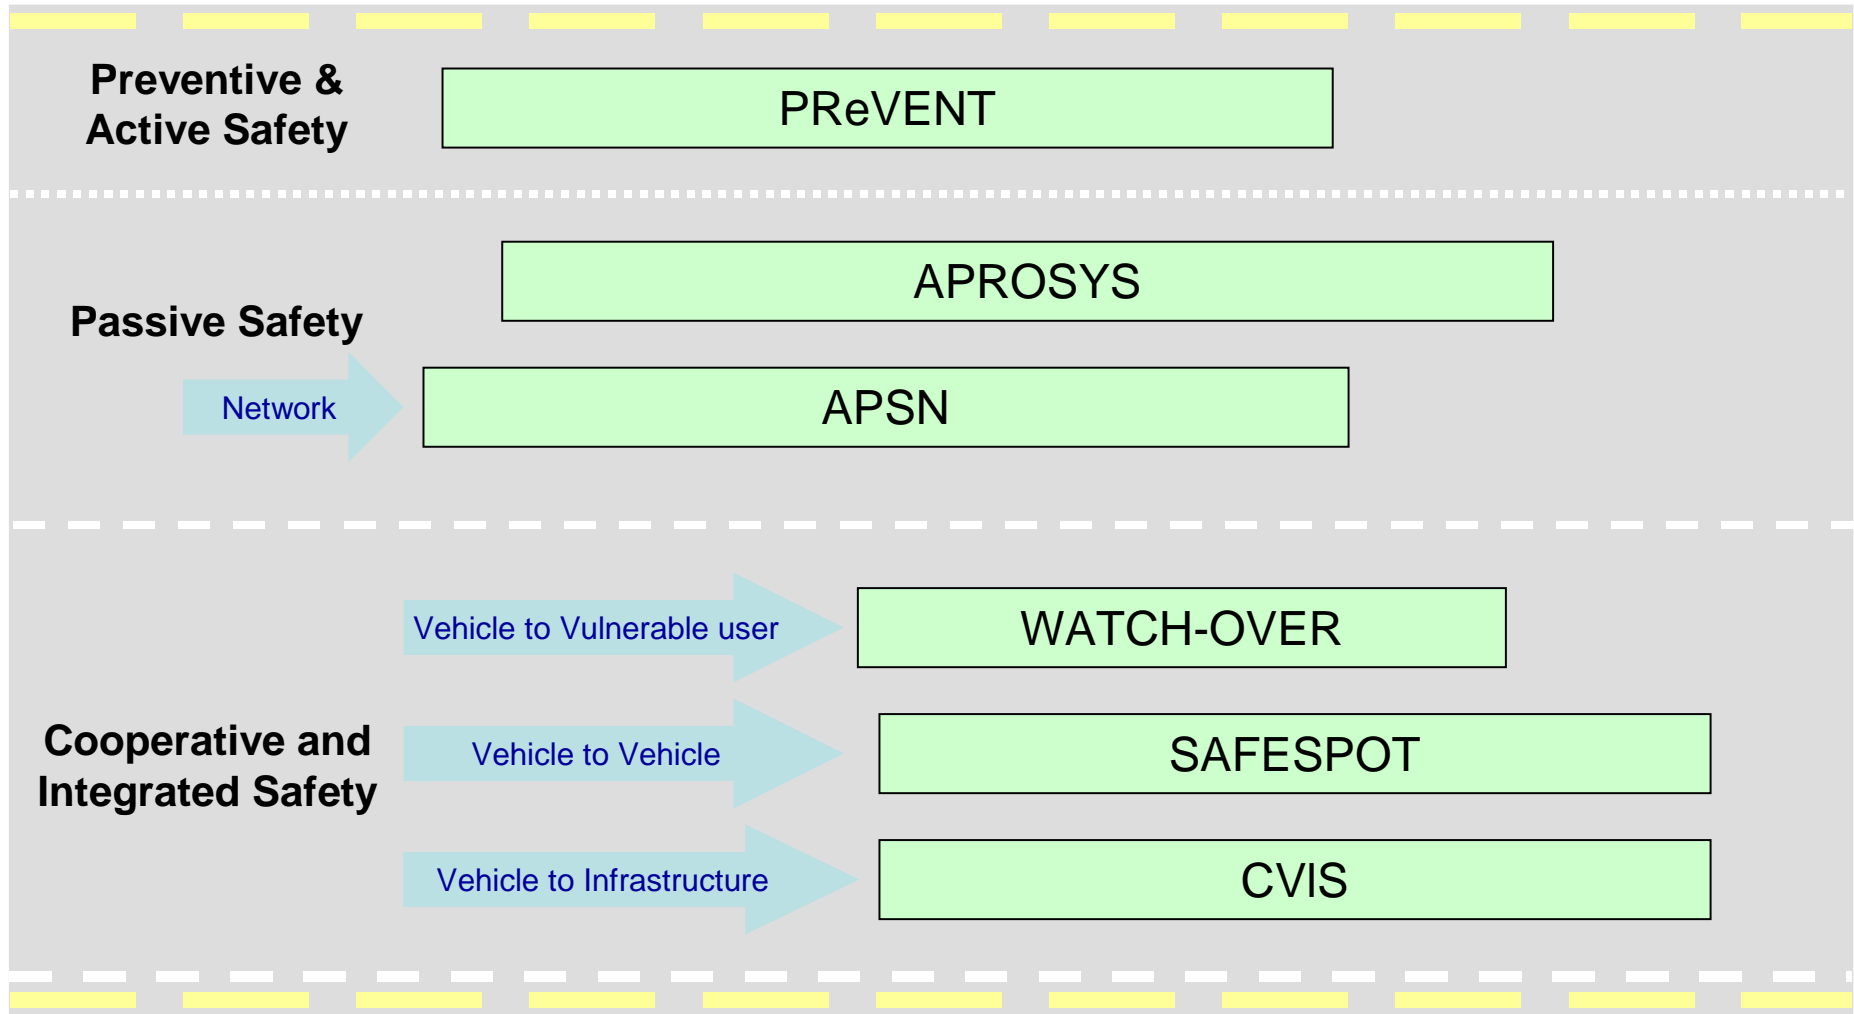 Preventive &
Active Safety
PReVENT
APROSYS
Passive Safety
Network
APSN
Vehicle to Vulnerable user
WATCH-OVER
Cooperative and
Integrated Safety
Vehicle to Vehicle
SAFESPOT
Vehicle to Infrastructure
CVIS